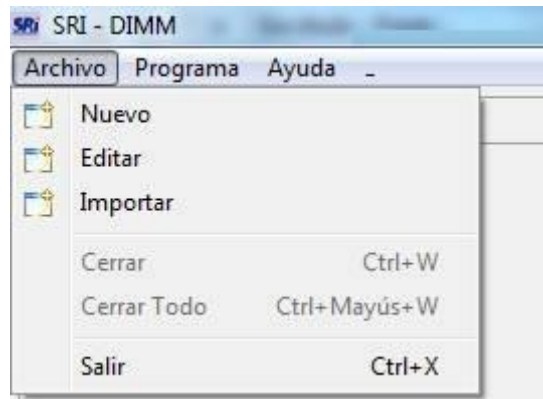 SRi SRI - DIMM
Archivo Programa Ayuda
Nuevo
Editar
Importar
Cerrar Ctrl+W
Cerrar Todo Ctrl+Mayús+W
Salir Ctrl+X